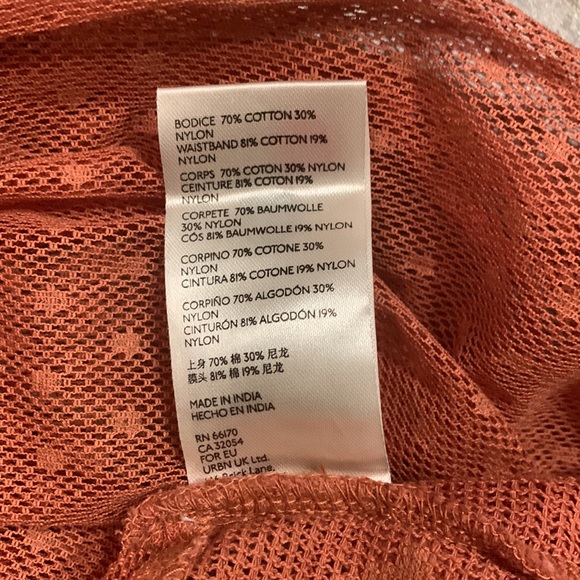 BODICE 70% COTTON 30%
NYLON
WAISTBAND 81% COTTON 19%
NYLON
CORPS 70% COTON 30% NYLON
CEINTURE 81% COTON 19%
NYLON
CORPETE 70% BAUMWOLLE
30% NYLON
CÓS 81% BAUMWOLLE 19% NYLON
CORPINO 70% COTONE 30%
NYLON
CINTURA 81% COTONE 19% NYLON
CORPIÑO 70% ALGODÓN 30%
NYLON
CINTURÓN 81% ALGODÓN 19%
NYLON
上身 70% 棉 30% 尼龙
膜头 81% 棉 19% 尼龙
MADE IN INDIA
HECHO EN INDIA
RN 66170
CA 32054
FOR EU
URBN UK Ltd.
Brick Lane,